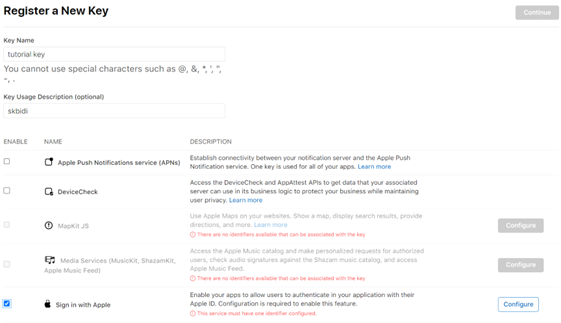 Register a New Key
Continue
Key Name
tutorial key
You cannot use special characters such as @, &, *, ', ",
-, .
Key Usage Description (optional)
skbidi
ENABLE NAME DESCRIPTION
Apple Push Notifications service (APNs)
Establish connectivity between your notification server and the Apple Push
Notification service. One key is used for all of your apps. Learn more
DeviceCheck
Access the DeviceCheck and AppAttest APIs to get data that your associated
server can use in its business logic to protect your business while maintaining
user privacy. Learn more
MapKit JS
Use Apple Maps on your websites. Show a map, display search results, provide
directions, and more. Learn more
There are no identifiers available that can be associated with the key
Configure
Media Services (MusicKit, ShazamKit,
Apple Music Feed)
Access the Apple Music catalog and make personalized requests for authorized
users, check audio signatures against the Shazam music catalog, and access
Apple Music Feed.
There are no identifiers available that can be associated with the key
Configure
Sign in with Apple
Enable your apps to allow users to authenticate in your application with their
Apple ID. Configuration is required to enable this feature.
This service must have one identifier configured.
Configure